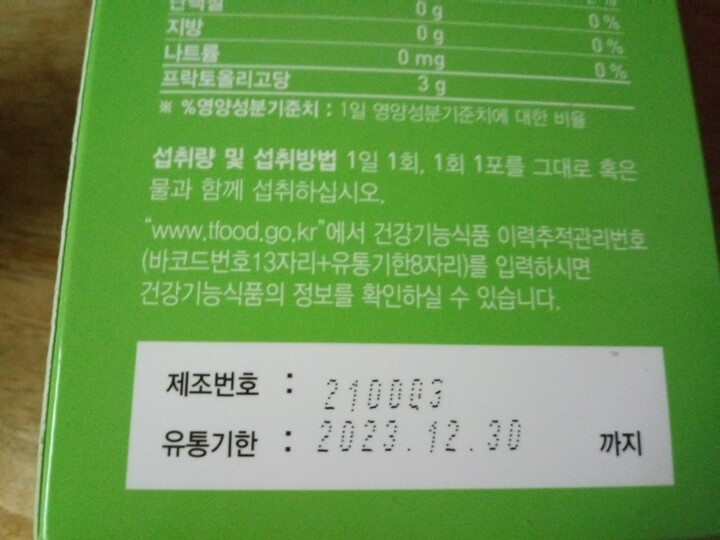 단백질 0 g 2 %
지방 0 g 0 %
나트륨 0 mg 0 %
프락토올리고당 3 g 0 %
※ %영양성분기준치 : 1일 영양성분기준치에 대한 비율
섭취량 및 섭취방법 1일 1회, 1회 1포를 그대로 혹은
물과 함께 섭취하십시오.
"www.tfood.go.kr"에서 건강기능식품 이력추적관리번호
(바코드번호13자리+유통기한8자리)를 입력하시면
건강기능식품의 정보를 확인하실 수 있습니다.
제조번호 : 210003
유통기한 : 2023.12.30 까지